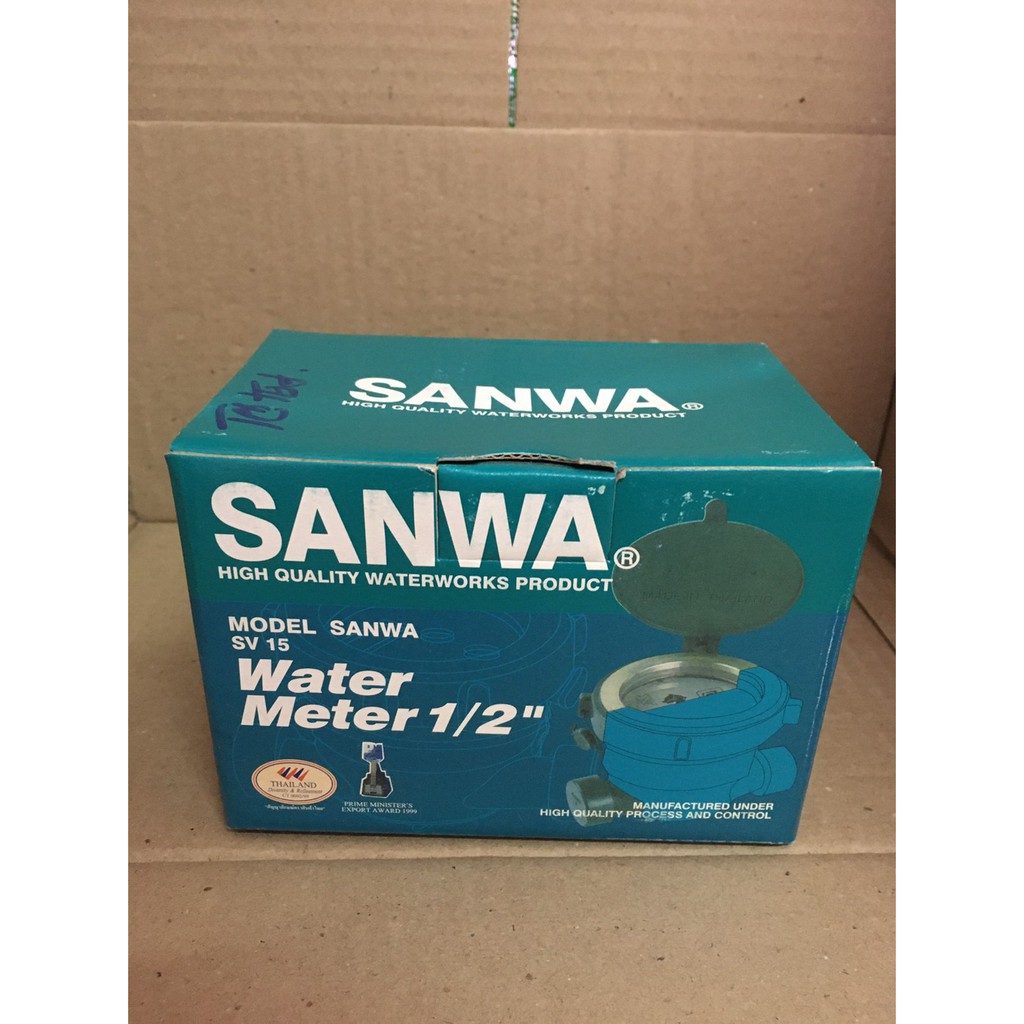 SANWA®
HIGH QUALITY WATERWORKS PRODUCT
SANWA®
HIGH QUALITY WATERWORKS PRODUCT
MODEL SANWA
SV 15
Water
Meter 1/2"
THAILAND
PRIME MINISTER'S
EXPORT AWARD 1999
MANUFACTURED UNDER
HIGH QUALITY PROCESS AND CONTROL